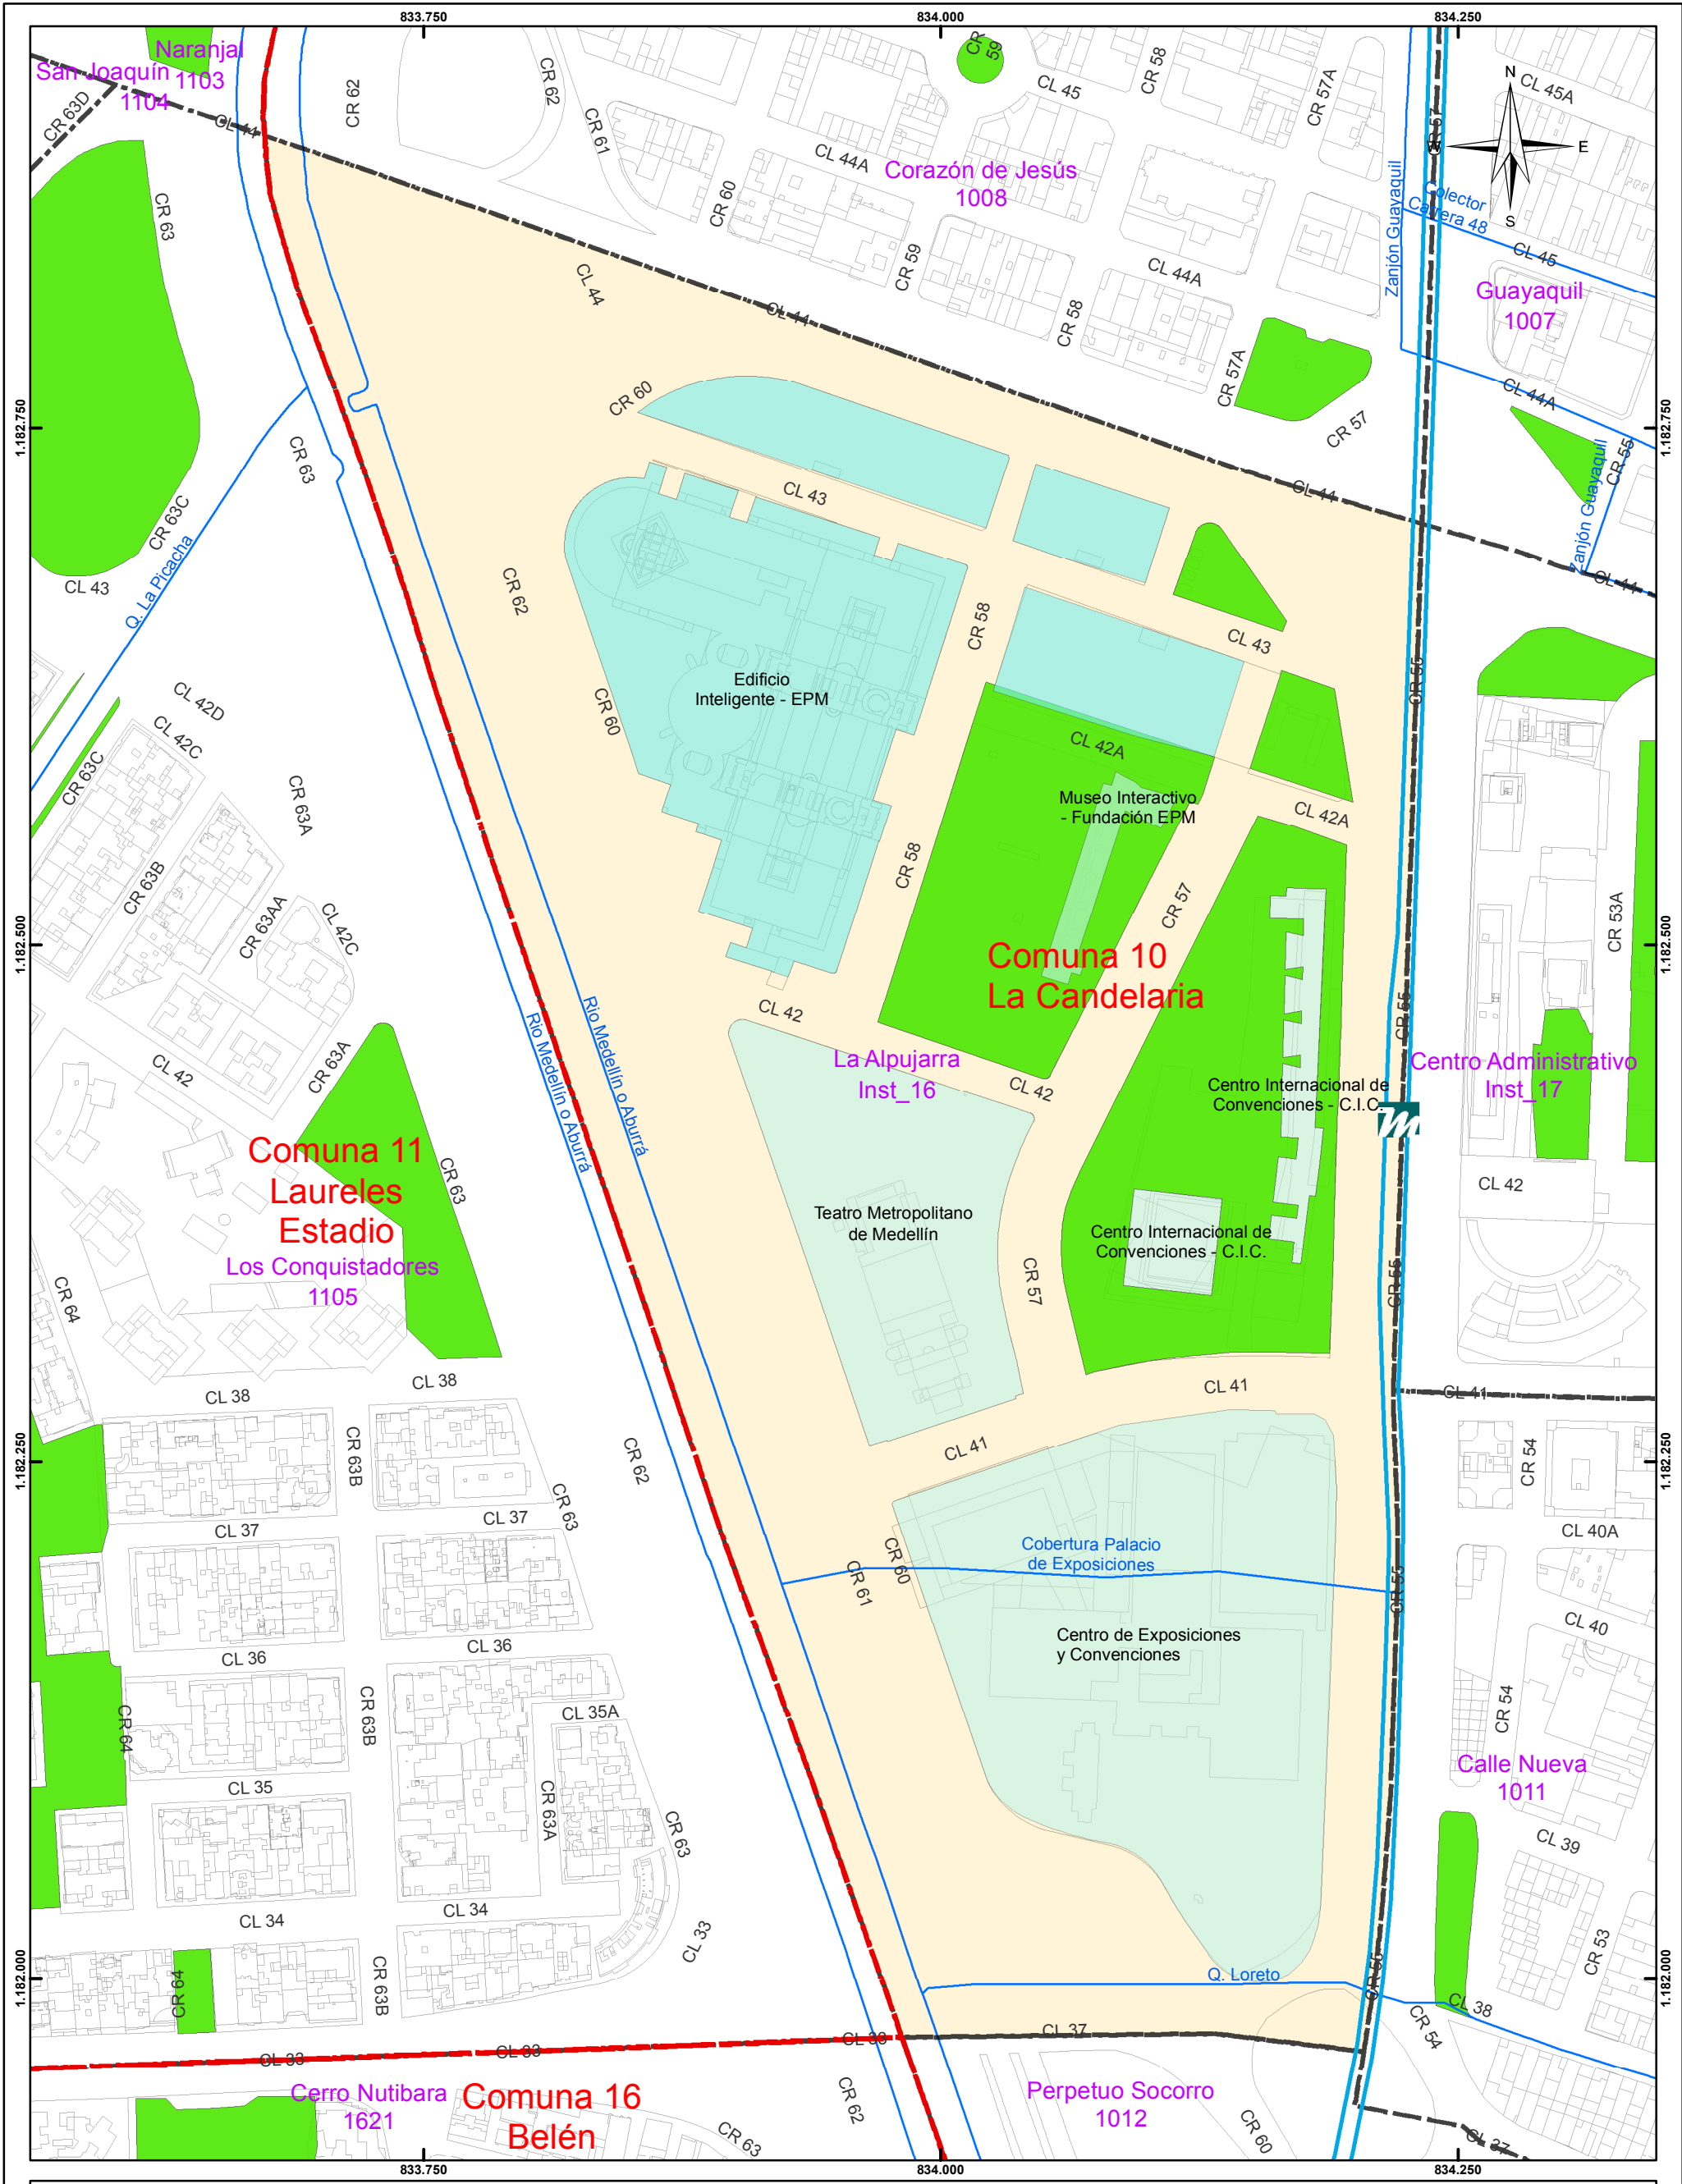 833.750
834.000
834.250
Naranjal
1103
San Joaquín
1104
CR 63D
CL 44
CR 62
CR 62
CR 61
CR 59
CL 45
CR 58
CR 57A
CR 57
CL 45A
N
E
S
W
CL 44A
Corazón de Jesús
1008
CR 60
CR 63
CL 44
CL 44
CR 59
CL 44A
CR 58
Zanjón Guayaquil
Colector
Carrera 48
CL 45
Guayaquil
1007
CR 57A
CR 57
CL 44A
CR 55
Zanjón Guayaquil
CL 44
CL 44
1.182.750
1.182.750
CR 60
CR 63
CL 43
CR 63C
Q. La Picacha
CL 43
CR 62
CR 58
CL 43
CR 55
Edificio
Inteligente - EPM
CR 60
CL 42D
CL 42C
CR 63C
CR 63A
CL 42A
Museo Interactivo
- Fundación EPM
CL 42A
CR 63B
CR 58
CR 57
CR 63AA
CL 42C
CR 53A
1.182.500
1.182.500
Comuna 10
La Candelaria
CL 42
CR 55
Rio Medellín o Aburrá
Rio Medellín o Aburrá
CL 42
CR 63A
La Alpujarra
Inst_16
CL 42
Centro Administrativo
Inst_17
Centro Internacional de
Convenciones - C.I.C.
Comuna 11
Laureles
Estadio
CR 63
CL 42
Los Conquistadores
1105
Teatro Metropolitano
de Medellín
Centro Internacional de
Convenciones - C.I.C.
CR 64
CR 57
CR 55
CL 38
CL 38
CL 41
CL 41
CL 41
CR 63B
CR 62
CR 54
1.182.250
1.182.250
CL 37
CL 37
CR 63
CL 40A
Cobertura Palacio
de Exposiciones
CR 60
CR 61
CR 55
CL 36
CL 36
Centro de Exposiciones
y Convenciones
CL 40
CR 64
CR 63B
CL 35A
CR 54
Calle Nueva
1011
CL 35
CR 63A
CR 63
CL 39
CL 34
CL 34
CL 33
CR 53
CR 64
CR 63B
Q. Loreto
CR 55
CL 38
CR 54
1.182.000
1.182.000
CL 33
CL 33
CL 33
CL 37
Cerro Nutibara
1621
Comuna 16
Belén
CR 62
CR 63
Perpetuo Socorro
1012
CR 60
CL 37
833.750
834.000
834.250